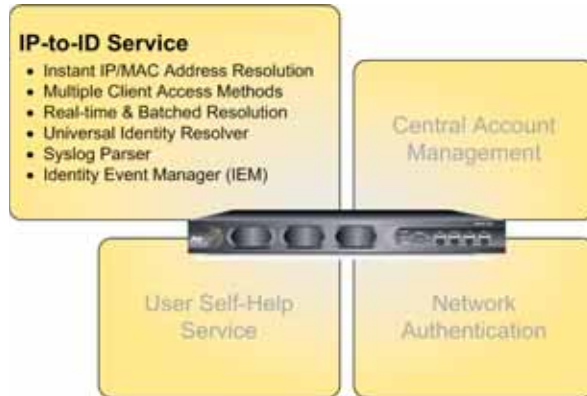 IP-to-ID Service
• Instant IP/MAC Address Resolution
• Multiple Client Access Methods
• Real-time & Batched Resolution
• Universal Identity Resolver
• Syslog Parser
• Identity Event Manager (IEM)
Central Account
Management
User Self-Help
Service
Network
Authentication